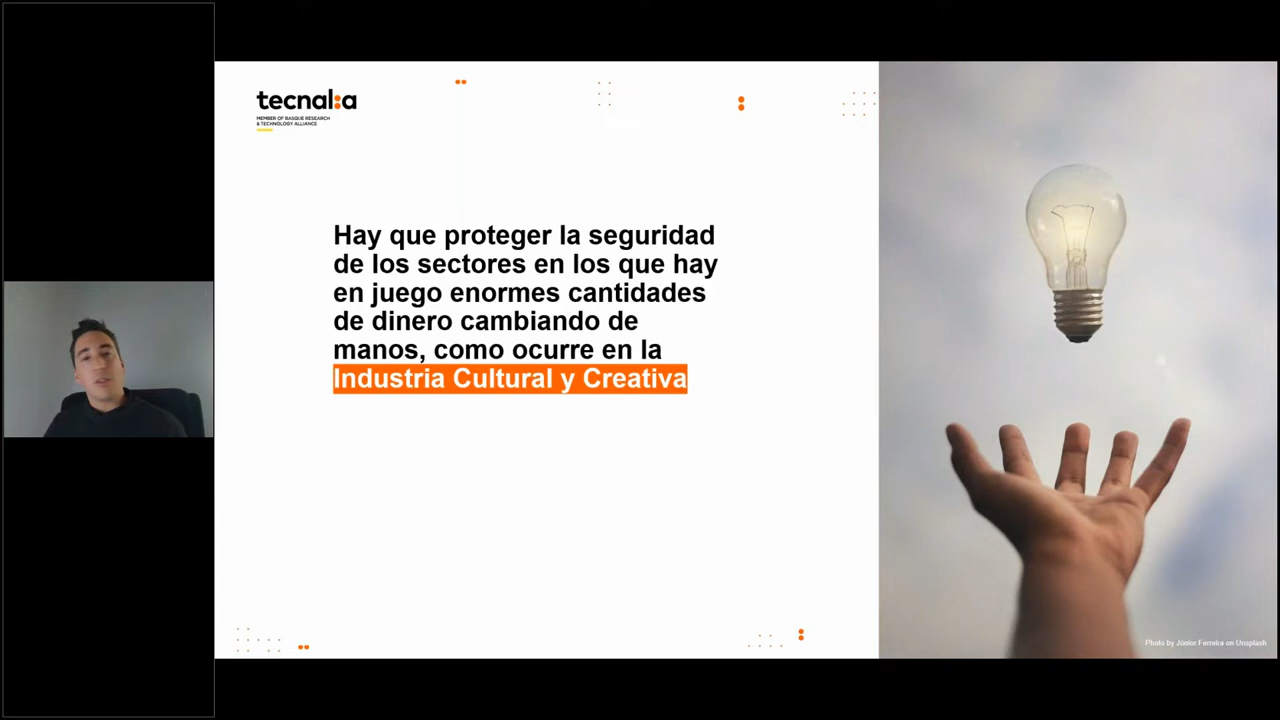 tecnal:a
MEMBER OF BASQUE RESEARCH
& TECHNOLOGY ALLIANCE
Hay que proteger la seguridad
de los sectores en los que hay
en juego enormes cantidades
de dinero cambiando de
manos, como ocurre en la
Industria Cultural y Creativa
Photo by Júnior Ferreira on Unsplash